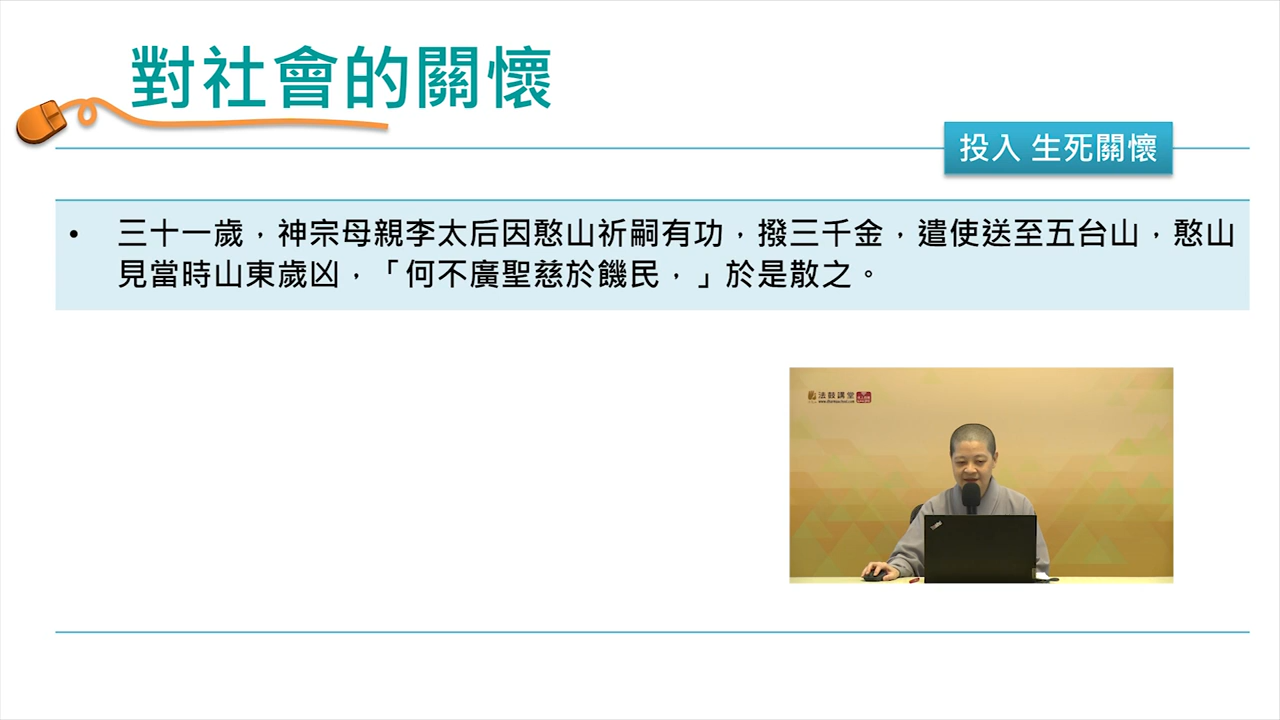 對社會的關懷
投入 生死關懷
• 三十一歲，神宗母親李太后因憨山祈嗣有功，撥三千金，遣使送至五台山，憨山
見當時山東歲凶，「何不廣聖慈於饑民，」於是散之。
法鼓講堂